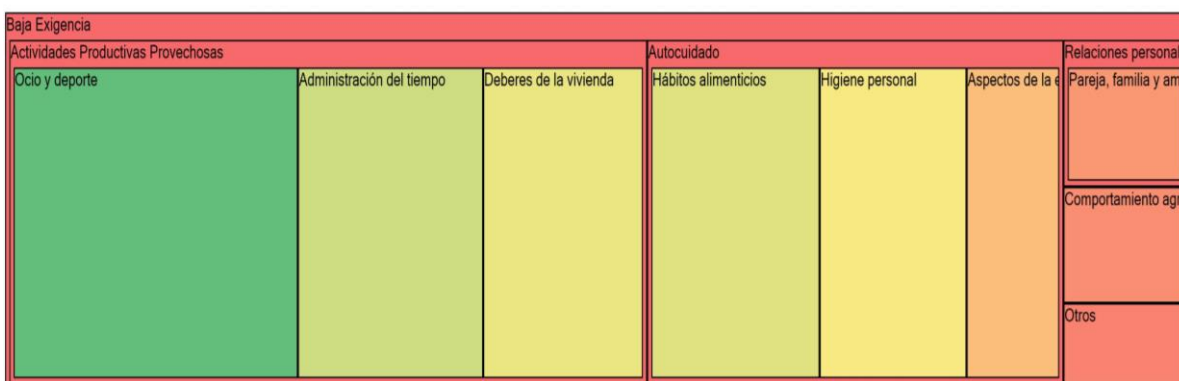 Baja Exigencia
Actividades Productivas Provechosas
Autocuidado
Relaciones personal
Ocio y deporte
Administración del tiempo
Deberes de la vivienda
Hábitos alimenticios
Higiene personal
Aspectos de la e
Pareja, familia y am
Comportamiento agr
Otros